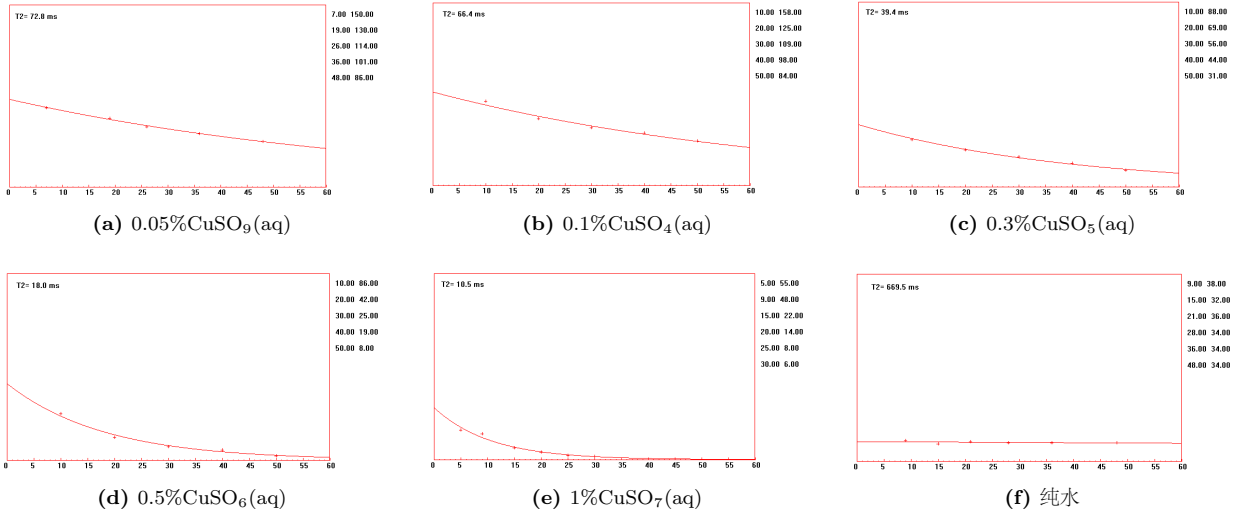 T2= 72.8 ms
7.00 150.00
19.00 130.00
26.00 114.00
36.00 101.00
48.00 86.00
0 5 10 15 20 25 30 35 40 45 50 55 60
(a) 0.05%CuSO₉(aq)
T2= 66.4 ms
10.00 158.00
20.00 125.00
30.00 109.00
40.00 98.00
50.00 84.00
0 5 10 15 20 25 30 35 40 45 50 55 60
(b) 0.1%CuSO₄(aq)
T2= 39.4 ms
10.00 88.00
20.00 69.00
30.00 56.00
40.00 44.00
50.00 31.00
0 5 10 15 20 25 30 35 40 45 50 55 60
(c) 0.3%CuSO₅(aq)
T2= 18.0 ms
10.00 86.00
20.00 42.00
30.00 25.00
40.00 19.00
50.00 8.00
0 5 10 15 20 25 30 35 40 45 50 55 60
(d) 0.5%CuSO₆(aq)
T2= 10.5 ms
5.00 55.00
9.00 48.00
15.00 22.00
20.00 14.00
25.00 8.00
30.00 6.00
0 5 10 15 20 25 30 35 40 45 50 55 60
(e) 1%CuSO₇(aq)
T2= 669.5 ms
9.00 38.00
15.00 32.00
21.00 36.00
28.00 34.00
36.00 34.00
48.00 34.00
0 5 10 15 20 25 30 35 40 45 50 55 60
(f) 纯水